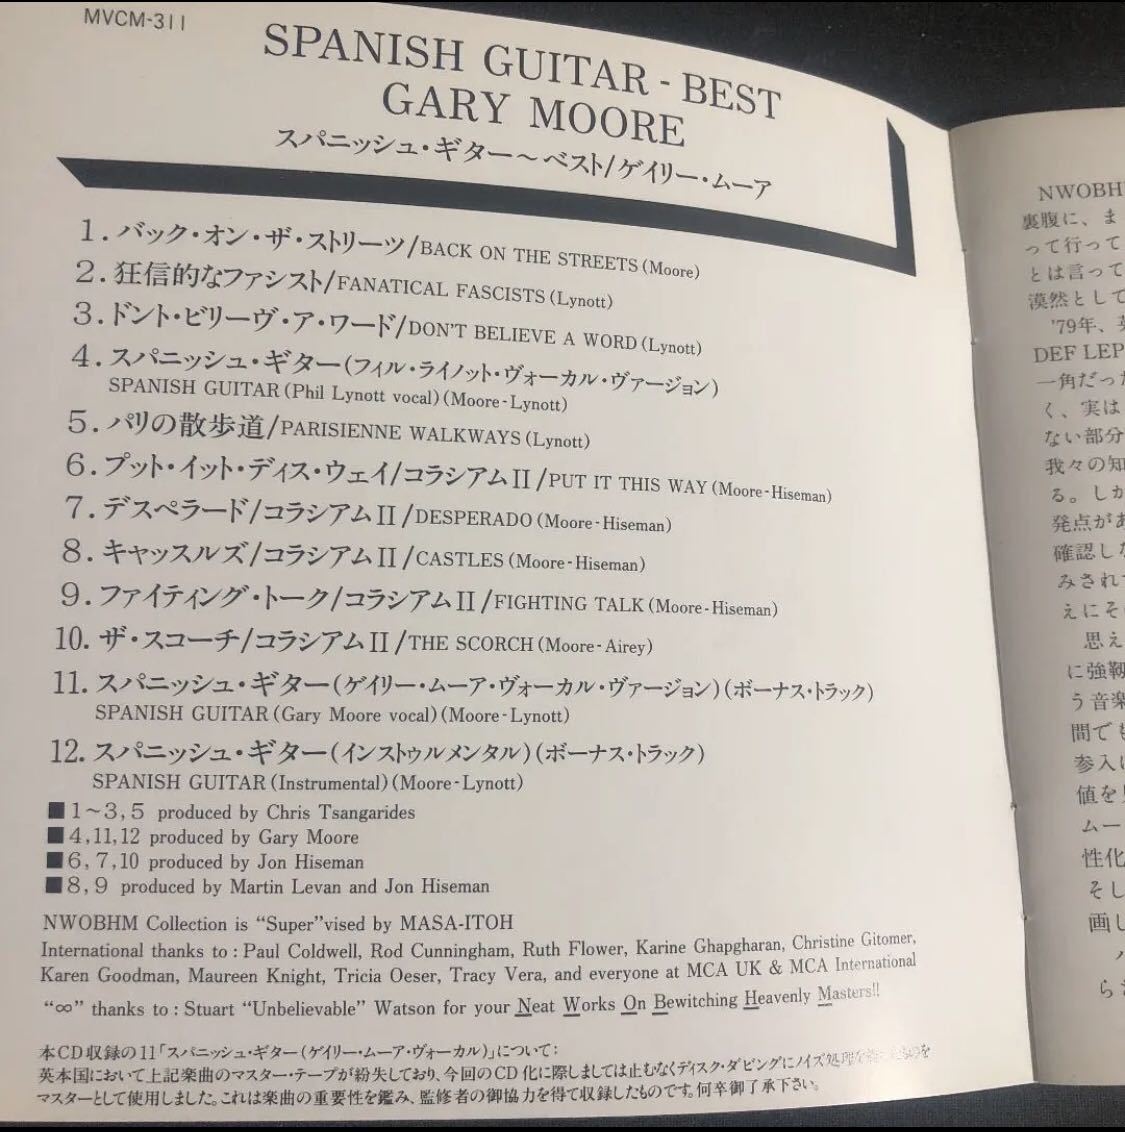 MVCM-311
SPANISH GUITAR - BEST
GARY MOORE
スパニッシュ・ギター〜ベスト/ゲイリー・ムーア
1. バック・オン・ザ・ストリーツ/BACK ON THE STREETS (Moore)
2. 狂信的なファシスト/FANATICAL FASCISTS (Lynott)
3. ドント・ビリーヴ・ア・ワード/DON'T BELIEVE A WORD (Lynott)
4. スパニッシュ・ギター(フィル・ライノット・ヴォーカル・ヴァージョン)
SPANISH GUITAR (Phil Lynott vocal) (Moore-Lynott)
5. パリの散歩道/PARISIENNE WALKWAYS (Lynott)
6. プット・イット・ディス・ウェイ/コラシアムII/PUT IT THIS WAY (Moore-Hiseman)
7. デスペラード/コラシアムII/DESPERADO (Moore-Hiseman)
8. キャッスルズ/コラシアムII/CASTLES (Moore-Hiseman)
9. ファイティング・トーク/コラシアムII/FIGHTING TALK (Moore-Hiseman)
10. ザ・スコーチ/コラシアムII/THE SCORCH (Moore-Airey)
11. スパニッシュ・ギター(ゲイリー・ムーア・ヴォーカル・ヴァージョン)(ボーナス・トラック)
SPANISH GUITAR (Gary Moore vocal) (Moore-Lynott)
12. スパニッシュ・ギター(インストゥルメンタル)(ボーナス・トラック)
SPANISH GUITAR (Instrumental) (Moore-Lynott)
■1〜3, 5 produced by Chris Tsangarides
■4, 11, 12 produced by Gary Moore
■6, 7, 10 produced by Jon Hiseman
■8, 9 produced by Martin Levan and Jon Hiseman
NWOBHM Collection is "Super"vised by MASA-ITOH
International thanks to : Paul Coldwell, Rod Cunningham, Ruth Flower, Karine Ghapgharan, Christine Gitomer,
Karen Goodman, Maureen Knight, Tricia Oeser, Tracy Vera, and everyone at MCA UK & MCA International
"∞" thanks to : Stuart "Unbelievable" Watson for your Neat Works On Bewitching Heavenly Masters!!
本CD収録の11「スパニッシュ・ギター(ゲイリー・ムーア・ヴォーカル)」について：
英本国において上記楽曲のマスター・テープが紛失しており、今回のCD化に際しましては止むなくディスク・ダビングにノイズ処理を
マスターとして使用しました。これは楽曲の重要性を鑑み、監修者の御協力を得て収録したものです。何卒御了承下さい。
NWOBH
裏腹に、ま
って行って
とは言って
漠然として
'79年、英
DEF LEP
一角だった
く、実は
ない部分
我々の知
る。しか
発点があ
確認しな
みされて
えにその
思え
に強靭
う音楽
間でも
参入に
値を見
ムー
性化
そし
画し
らさ